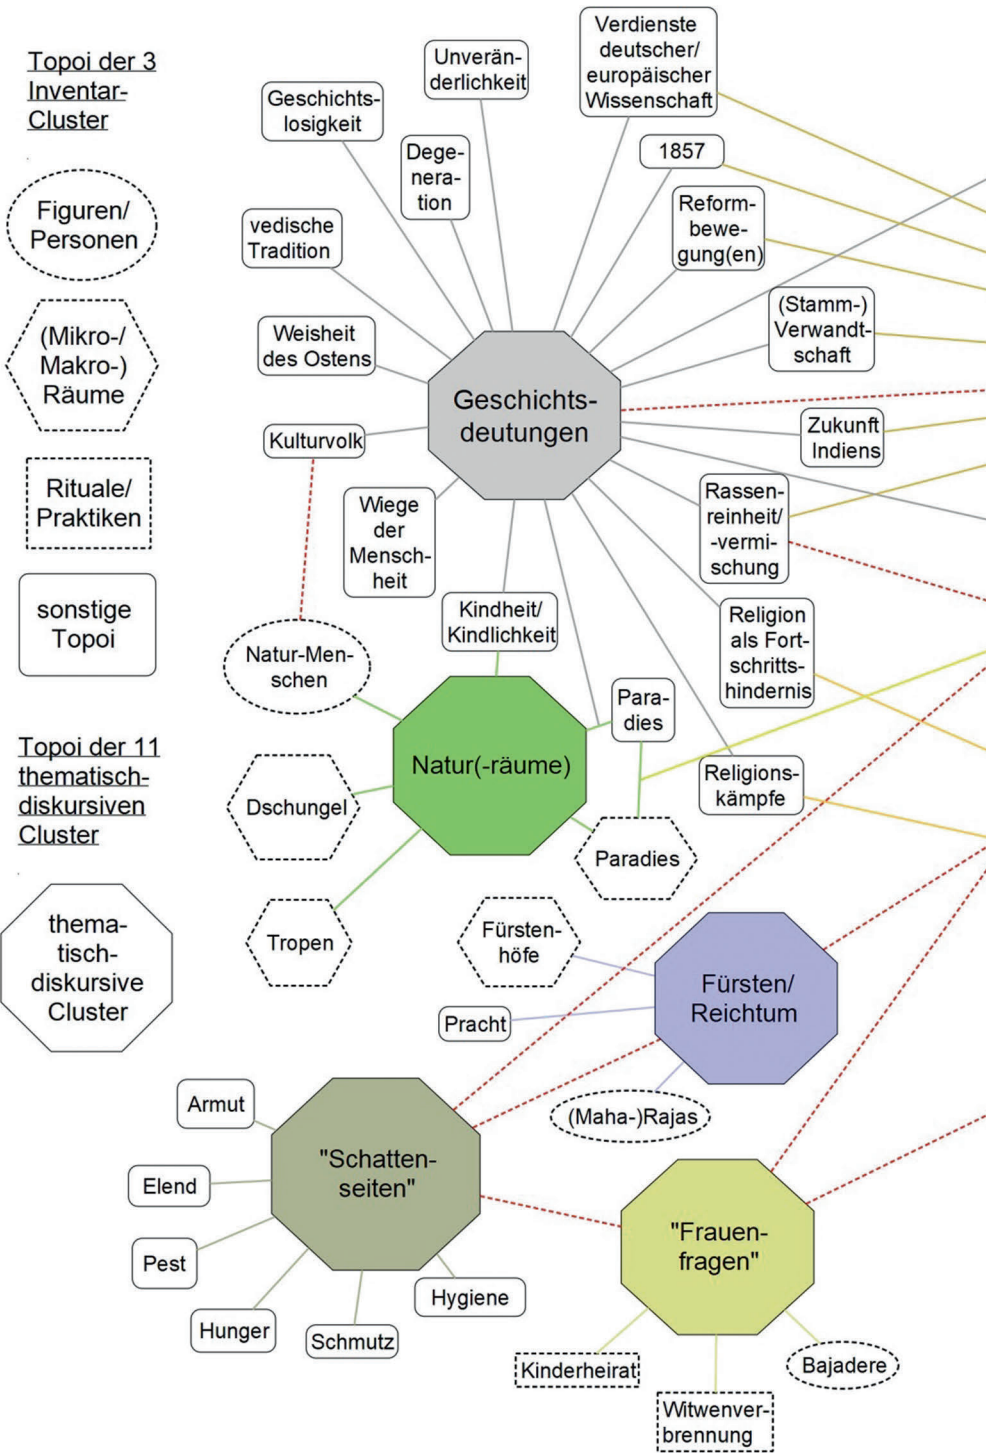 Topoi der 3
Inventar-
Cluster
Figuren/
Personen
(Mikro-/
Makro-)
Räume
Rituale/
Praktiken
sonstige
Topoi
Topoi der 11
thematisch-
diskursiven
Cluster
thema-
tisch-
diskursive
Cluster
Verdienste
deutscher/
europäischer
Wissenschaft
Unverän-
derlichkeit
Geschichts-
losigkeit
Dege-
nera-
tion
1857
Reform-
bewe-
gung(en)
vedische
Tradition
(Stamm-)
Verwandt-
schaft
Weisheit
des Ostens
Geschichts-
deutungen
Kulturvolk
Zukunft
Indiens
Wiege
der
Mensch-
heit
Rassen-
reinheit/
-vermi-
schung
Kindheit/
Kindlichkeit
Religion
als Fort-
schritts-
hindernis
Natur-Men-
schen
Para-
dies
Natur(-räume)
Religions-
kämpfe
Dschungel
Paradies
Tropen
Fürsten-
höfe
Fürsten/
Reichtum
Pracht
(Maha-)Rajas
Armut
"Schatten-
seiten"
Elend
Pest
Hunger
Schmutz
Hygiene
"Frauen-
fragen"
Kinderheirat
Bajadere
Witwenver-
brennung